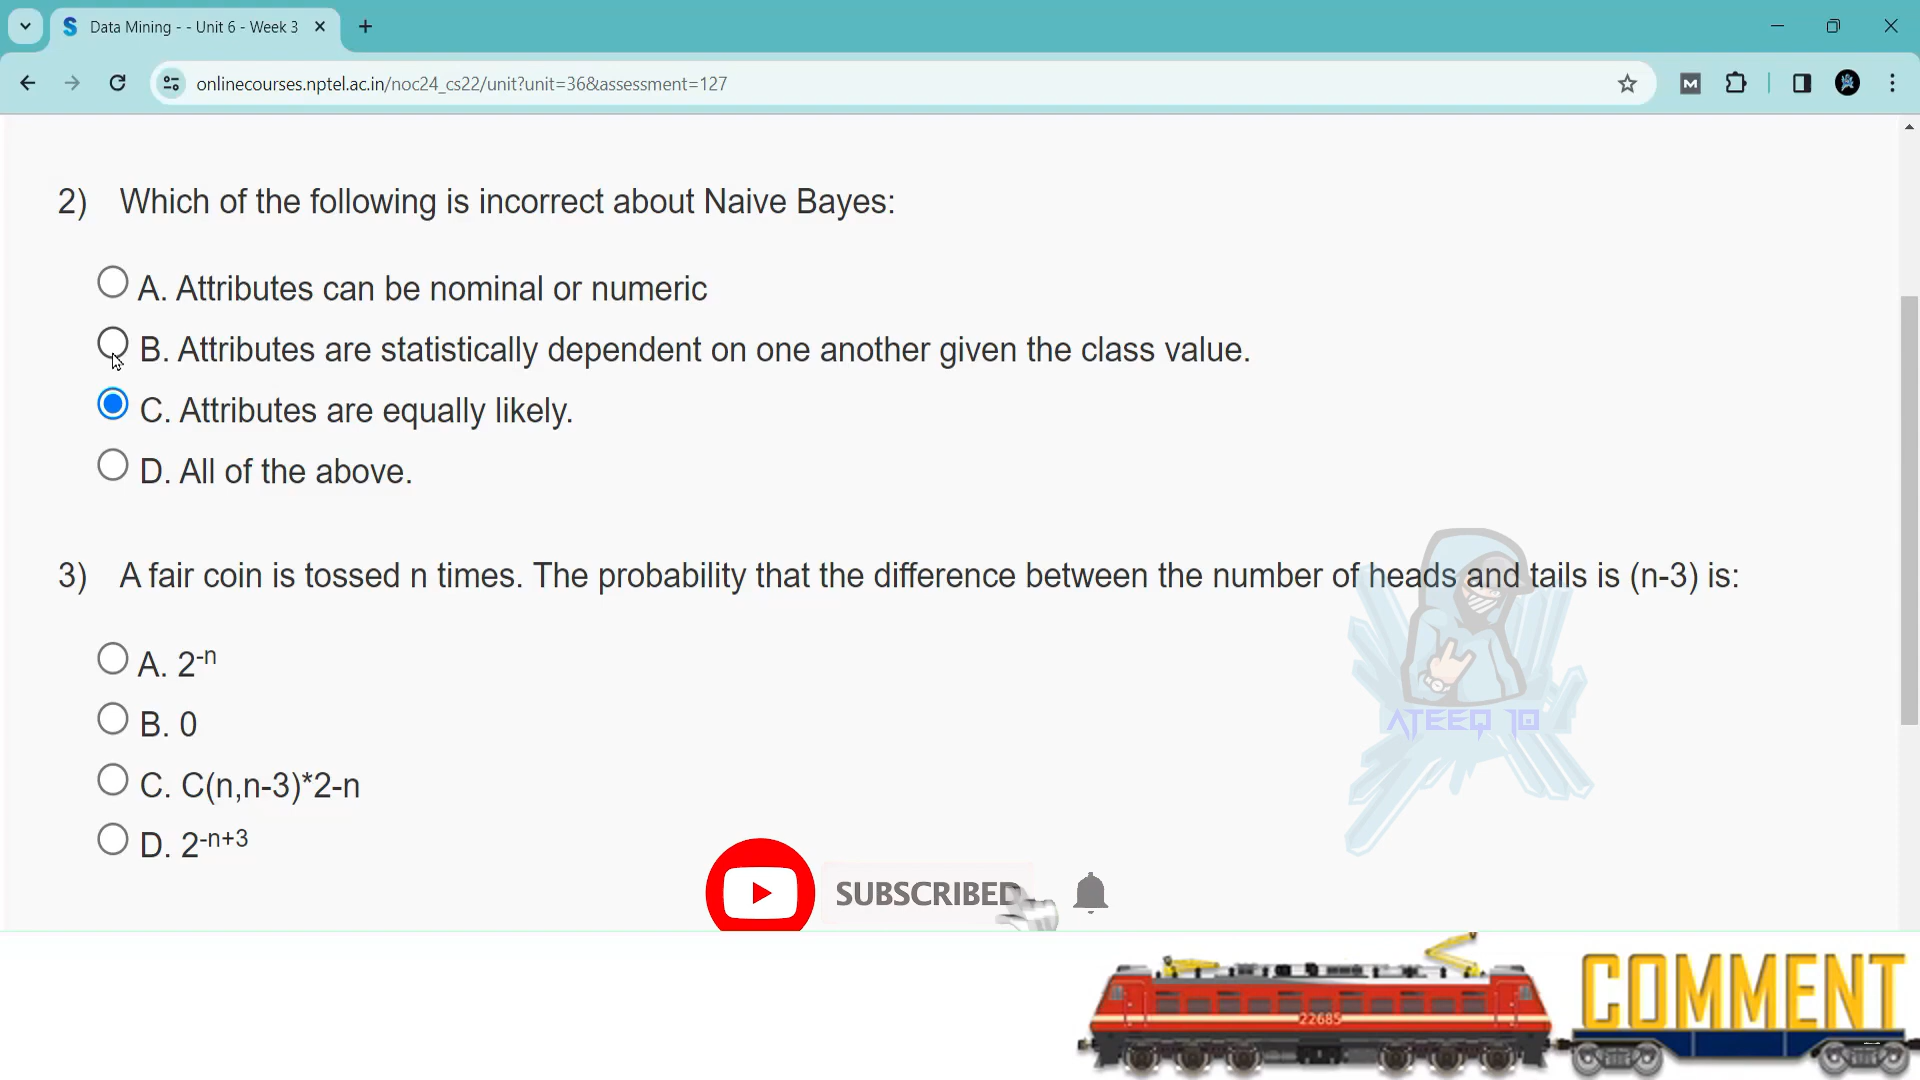 Data Mining - - Unit 6 - Week 3
onlinecourses.nptel.ac.in/noc24_cs22/unit?unit=36&assessment=127
2) Which of the following is incorrect about Naive Bayes:
A. Attributes can be nominal or numeric
B. Attributes are statistically dependent on one another given the class value.
C. Attributes are equally likely.
D. All of the above.
3) A fair coin is tossed n times. The probability that the difference between the number of heads and tails is (n-3) is:
A. 2^-n
B. 0
C. C(n,n-3)*2-n
D. 2^-n+3
ATEEQ 10
SUBSCRIBED
22685
COMMENT